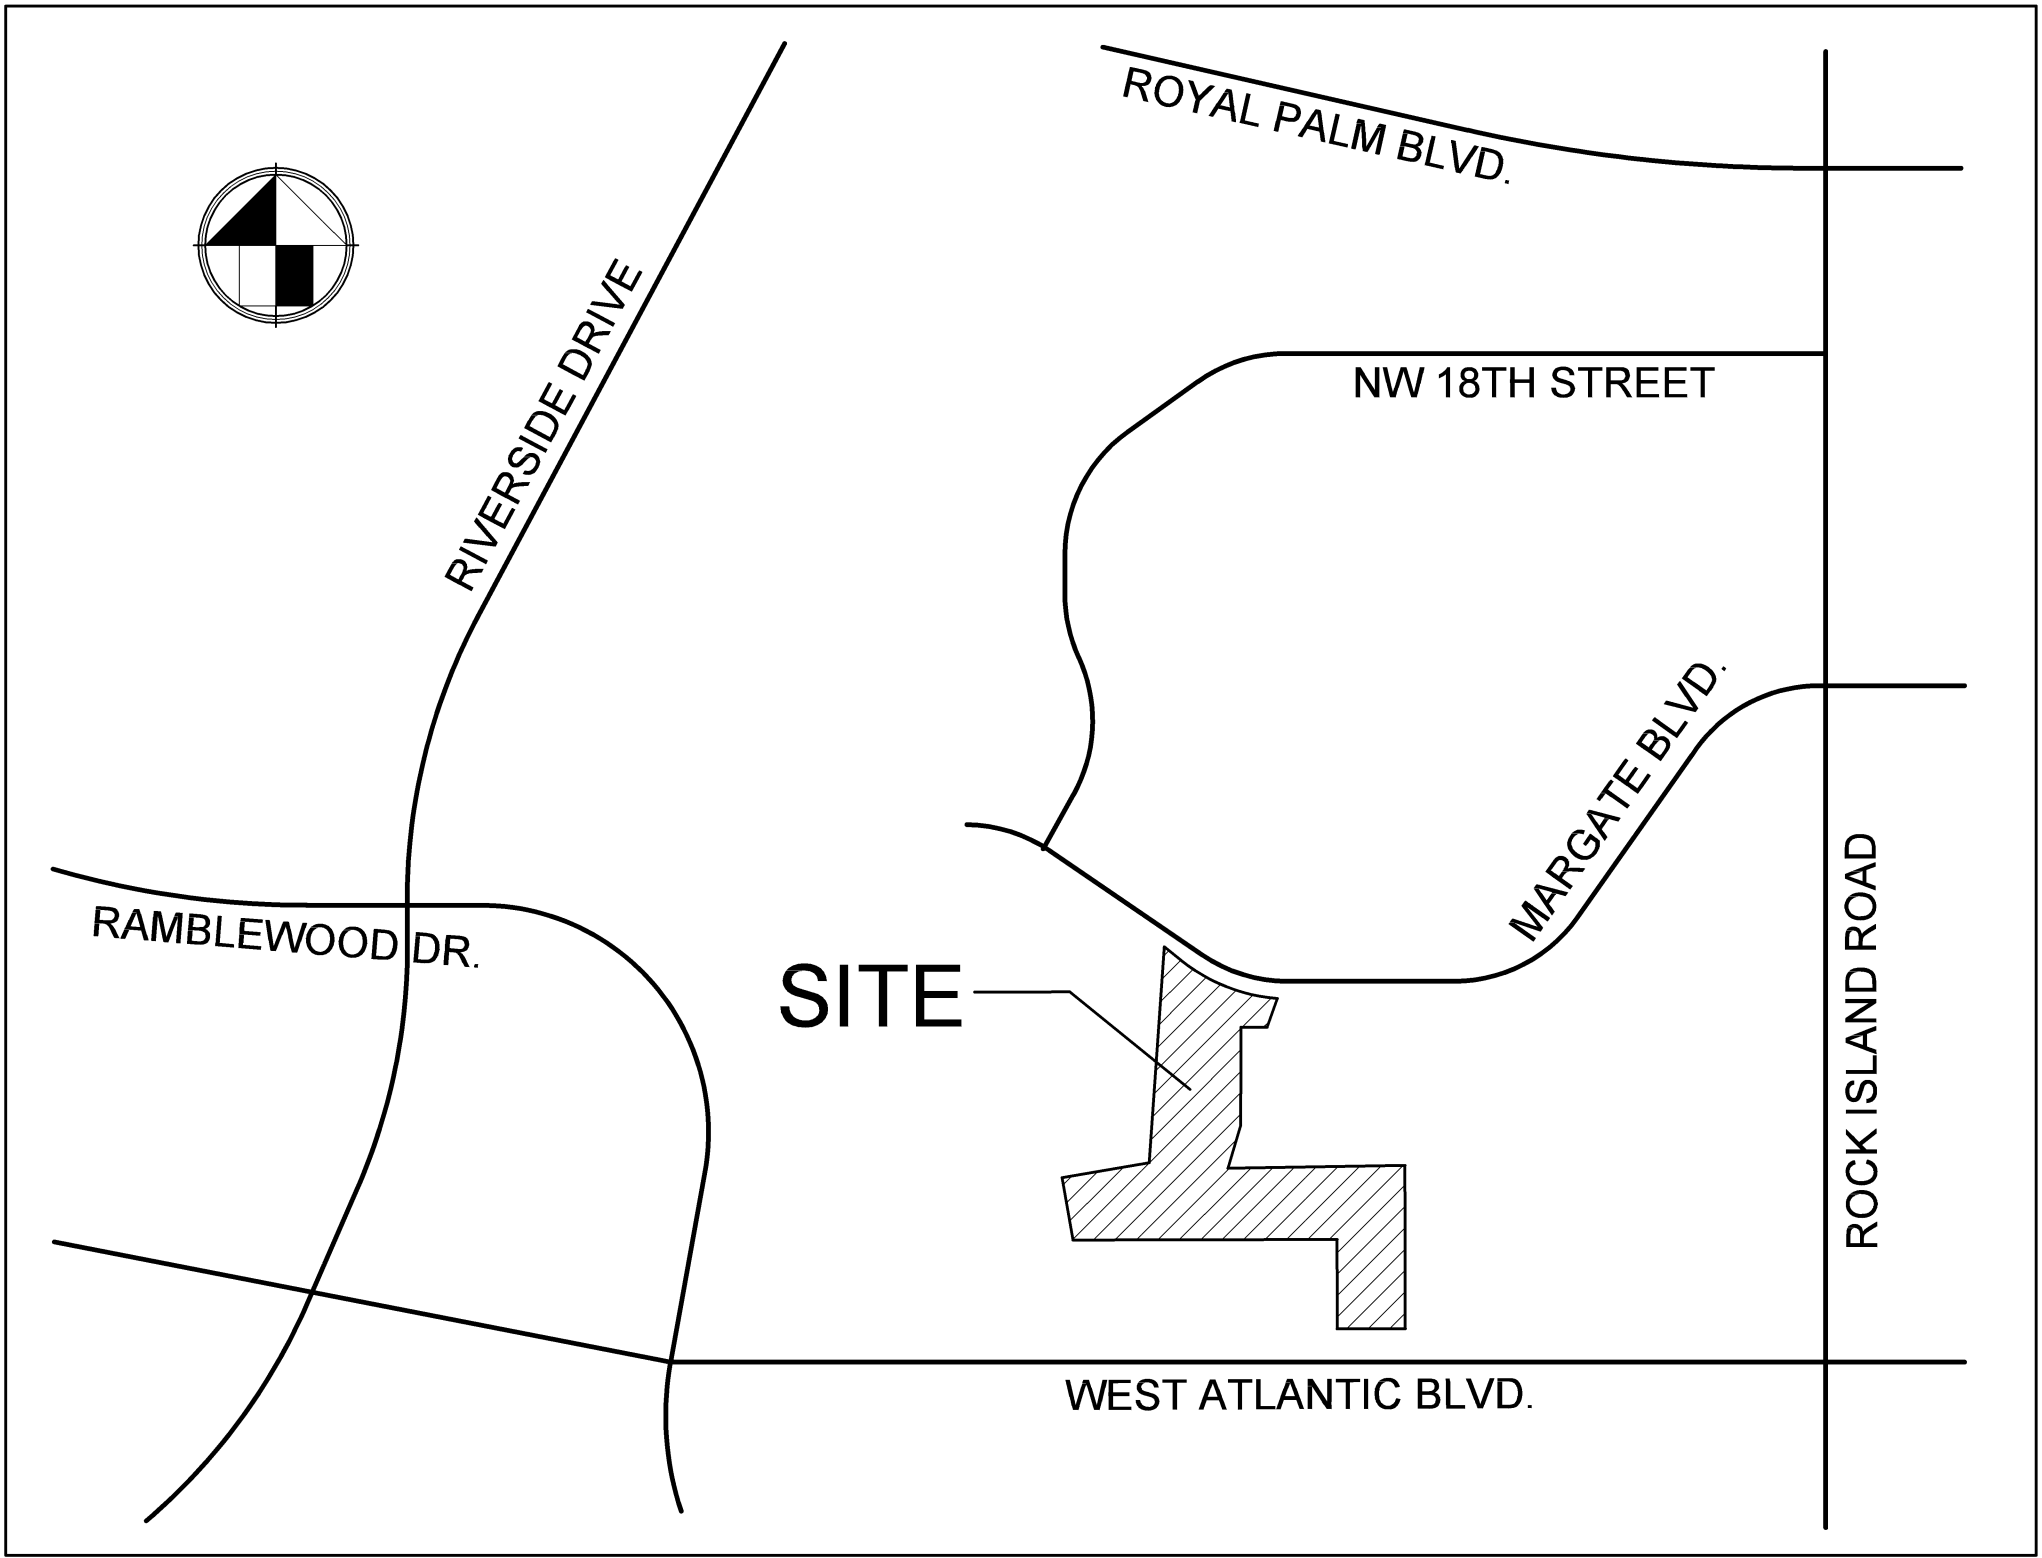 ROYAL PALM BLVD.
RIVERSIDE DRIVE
NW 18TH STREET
MARGATE BLVD.
ROCK ISLAND ROAD
RAMBLEWOOD DR.
SITE
WEST ATLANTIC BLVD.